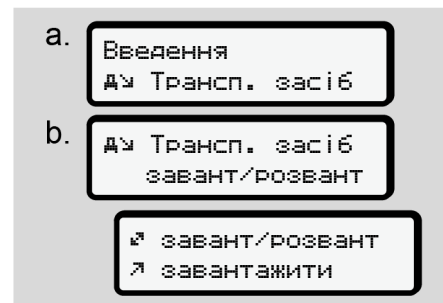 a.
Введення
Трансп. засіб
b.
Трансп. засіб
завант/розвант
завант/розвант
завантажити